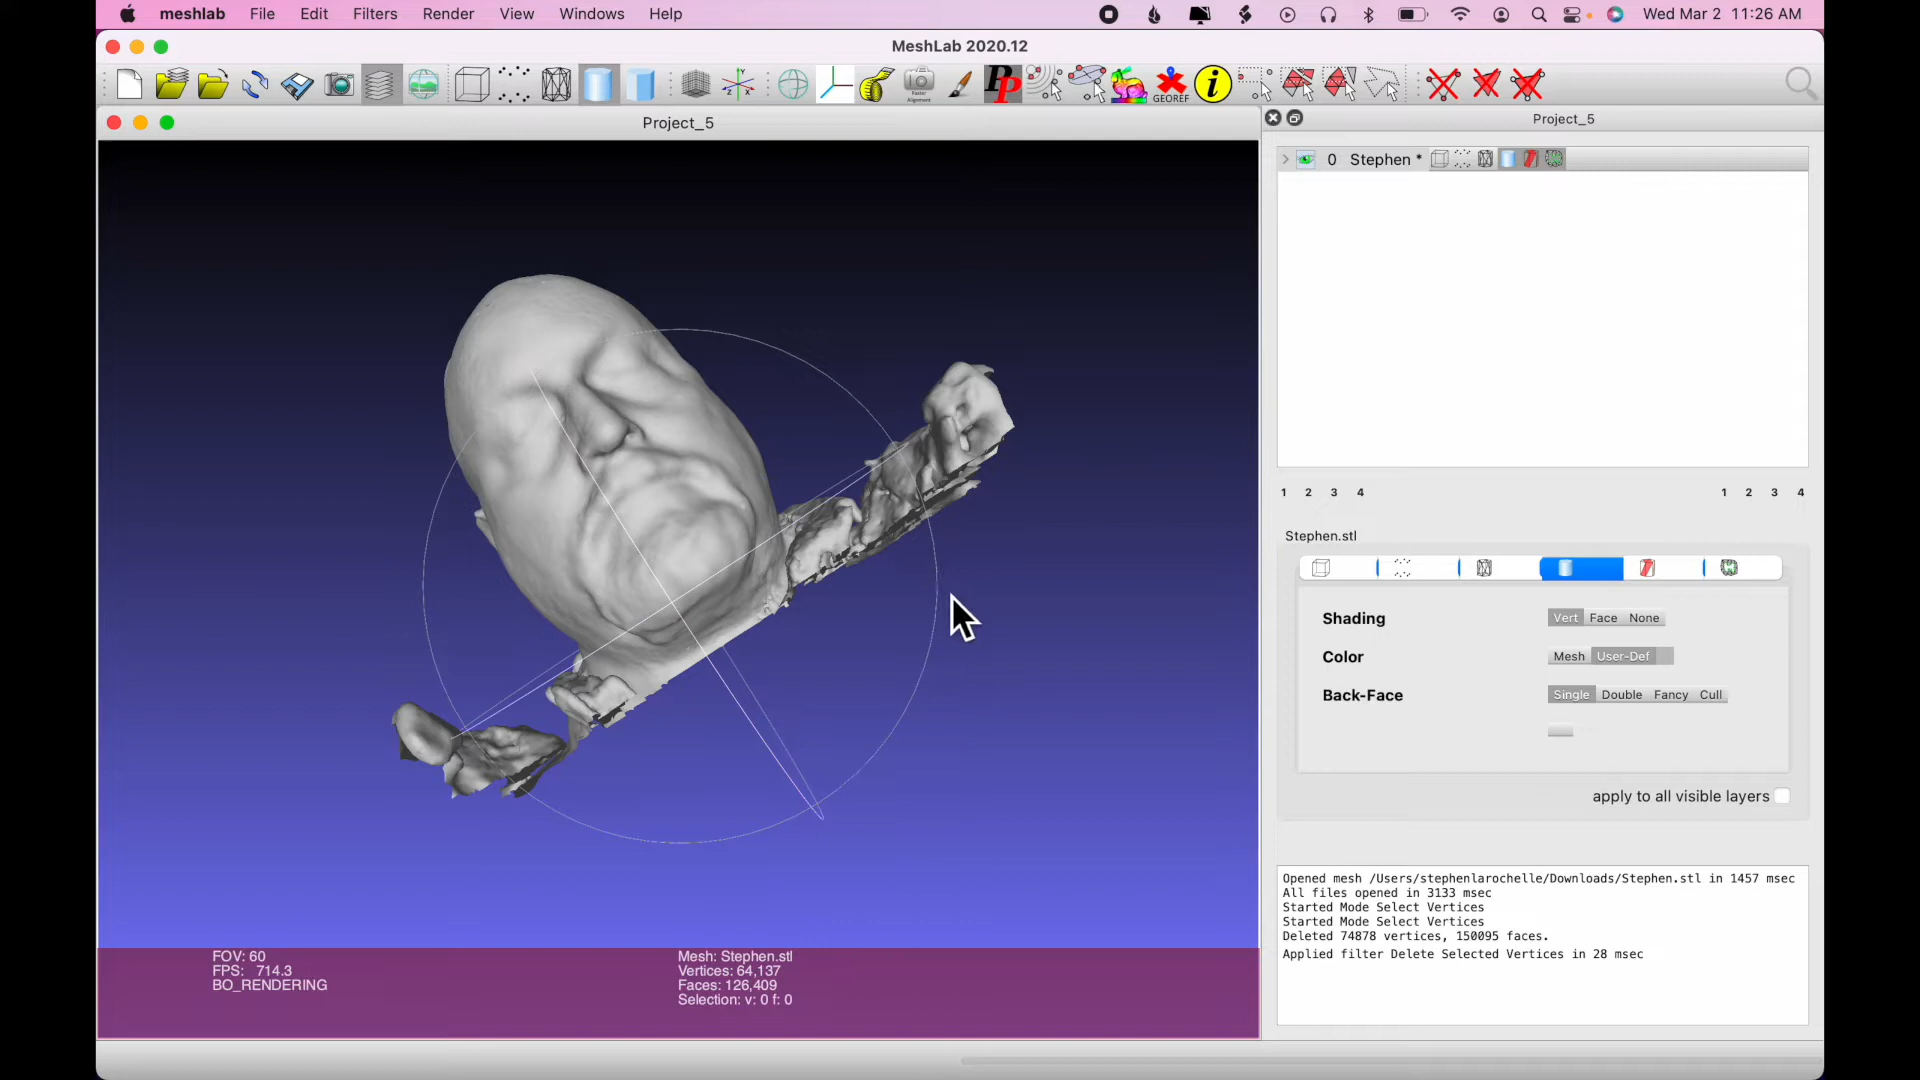 meshlab File Edit Filters Render View Windows Help Wed Mar 2 11:26 AM
MeshLab 2020.12
PP GEOREF i
Project_5
Project_5
0 Stephen *
1 2 3 4 1 2 3 4
Stephen.stl
Shading Vert Face None
Color Mesh User-Def
Back-Face Single Double Fancy Cull
apply to all visible layers
Opened mesh /Users/stephenlarochelle/Downloads/Stephen.stl in 1457 msec
All files opened in 3133 msec
Started Mode Select Vertices
Started Mode Select Vertices
Deleted 74878 vertices, 150095 faces.
Applied filter Delete Selected Vertices in 28 msec
FOV: 60
FPS: 714.3
BO_RENDERING
Mesh: Stephen.stl
Vertices: 64,137
Faces: 126,409
Selection: v: 0 f: 0